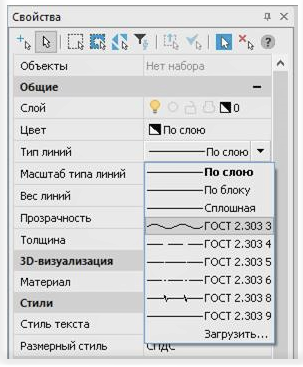 Свойства
Объекты Нет набора
Общие
Слой 0
Цвет По слою
Тип линий По слою
Масштаб типа линий По слою
Вес линий По блоку
Прозрачность Сплошная
Толщина ГОСТ 2.303 3
ГОСТ 2.303 4
3D-визуализация ГОСТ 2.303 5
Материал ГОСТ 2.303 6
Стили ГОСТ 2.303 8
Стиль текста ГОСТ 2.303 9
Загрузить...
Размерный стиль СПДС